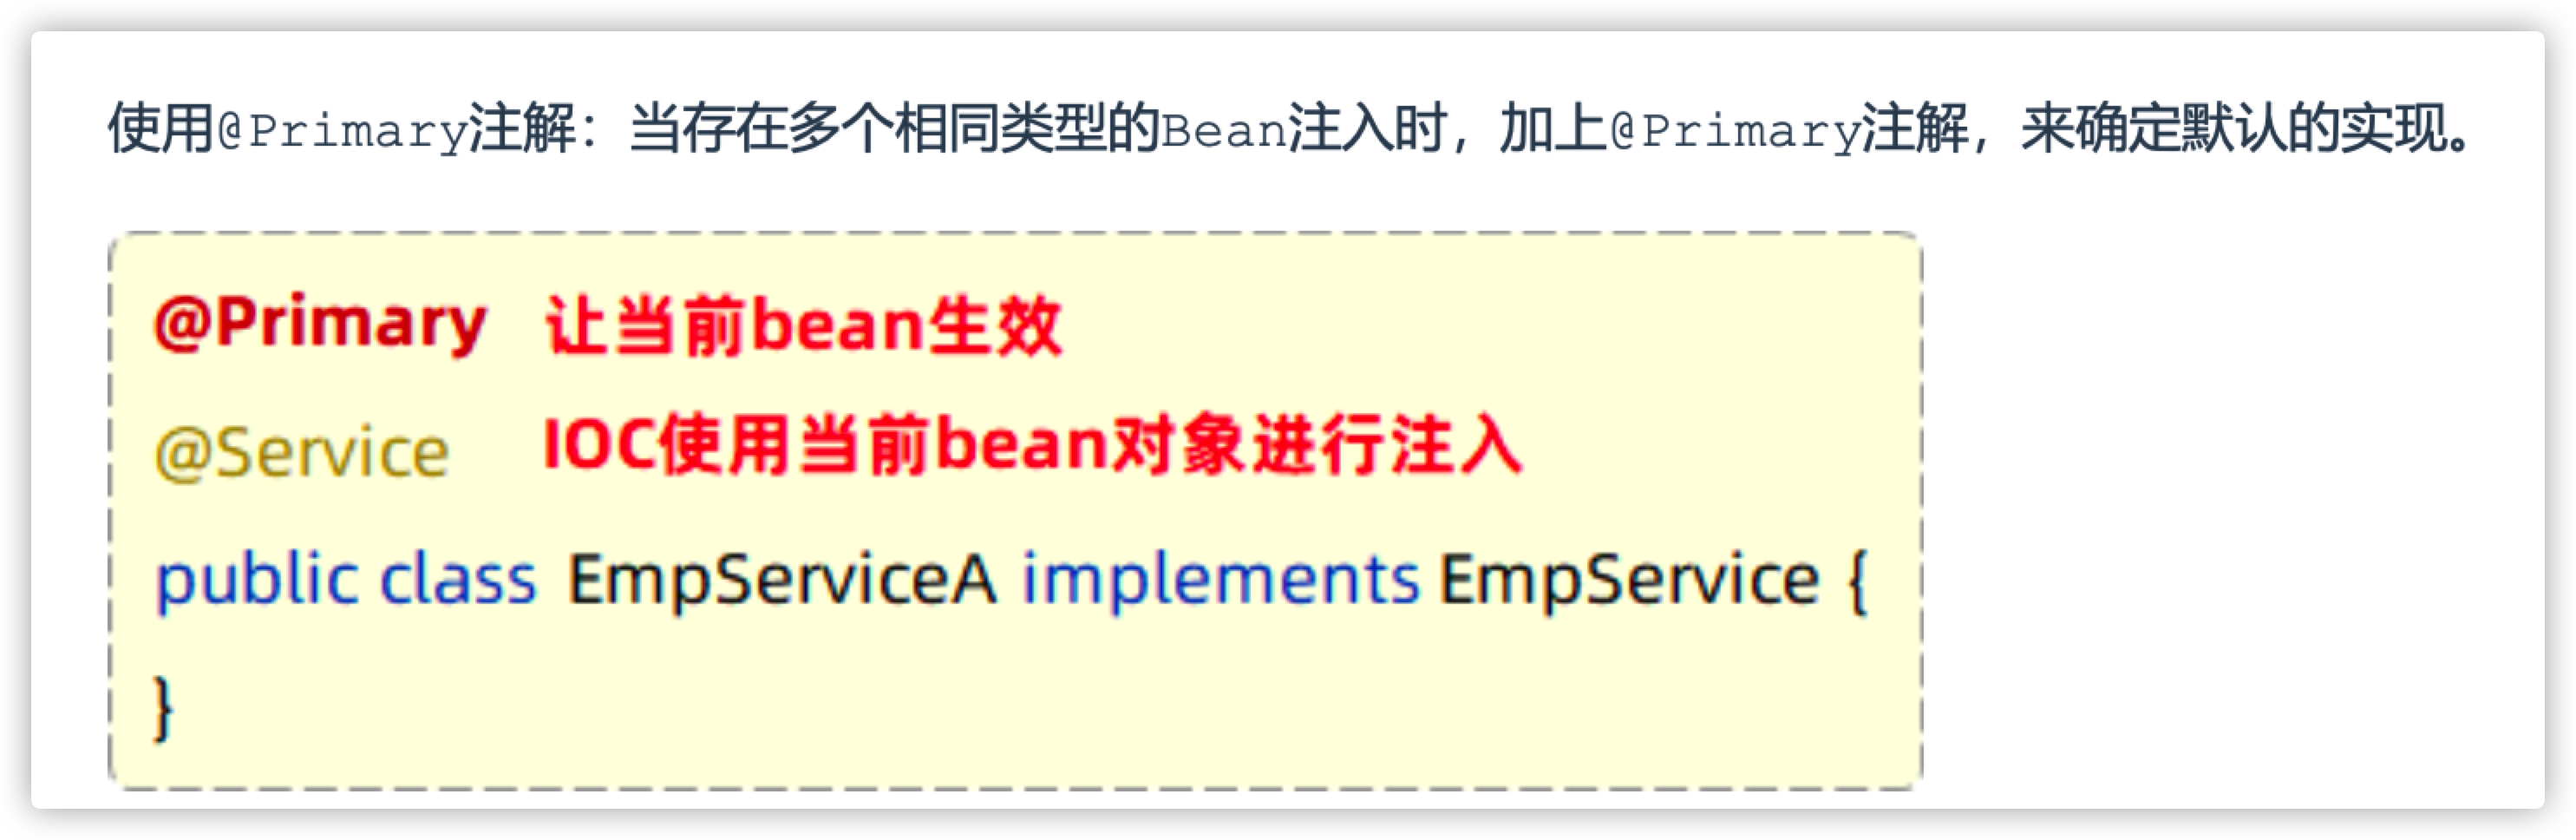 使用@Primary注解：当存在多个相同类型的Bean注入时，加上@Primary注解，来确定默认的实现。
@Primary 让当前bean生效
@Service IOC使用当前bean对象进行注入
public class EmpServiceA implements EmpService {
}